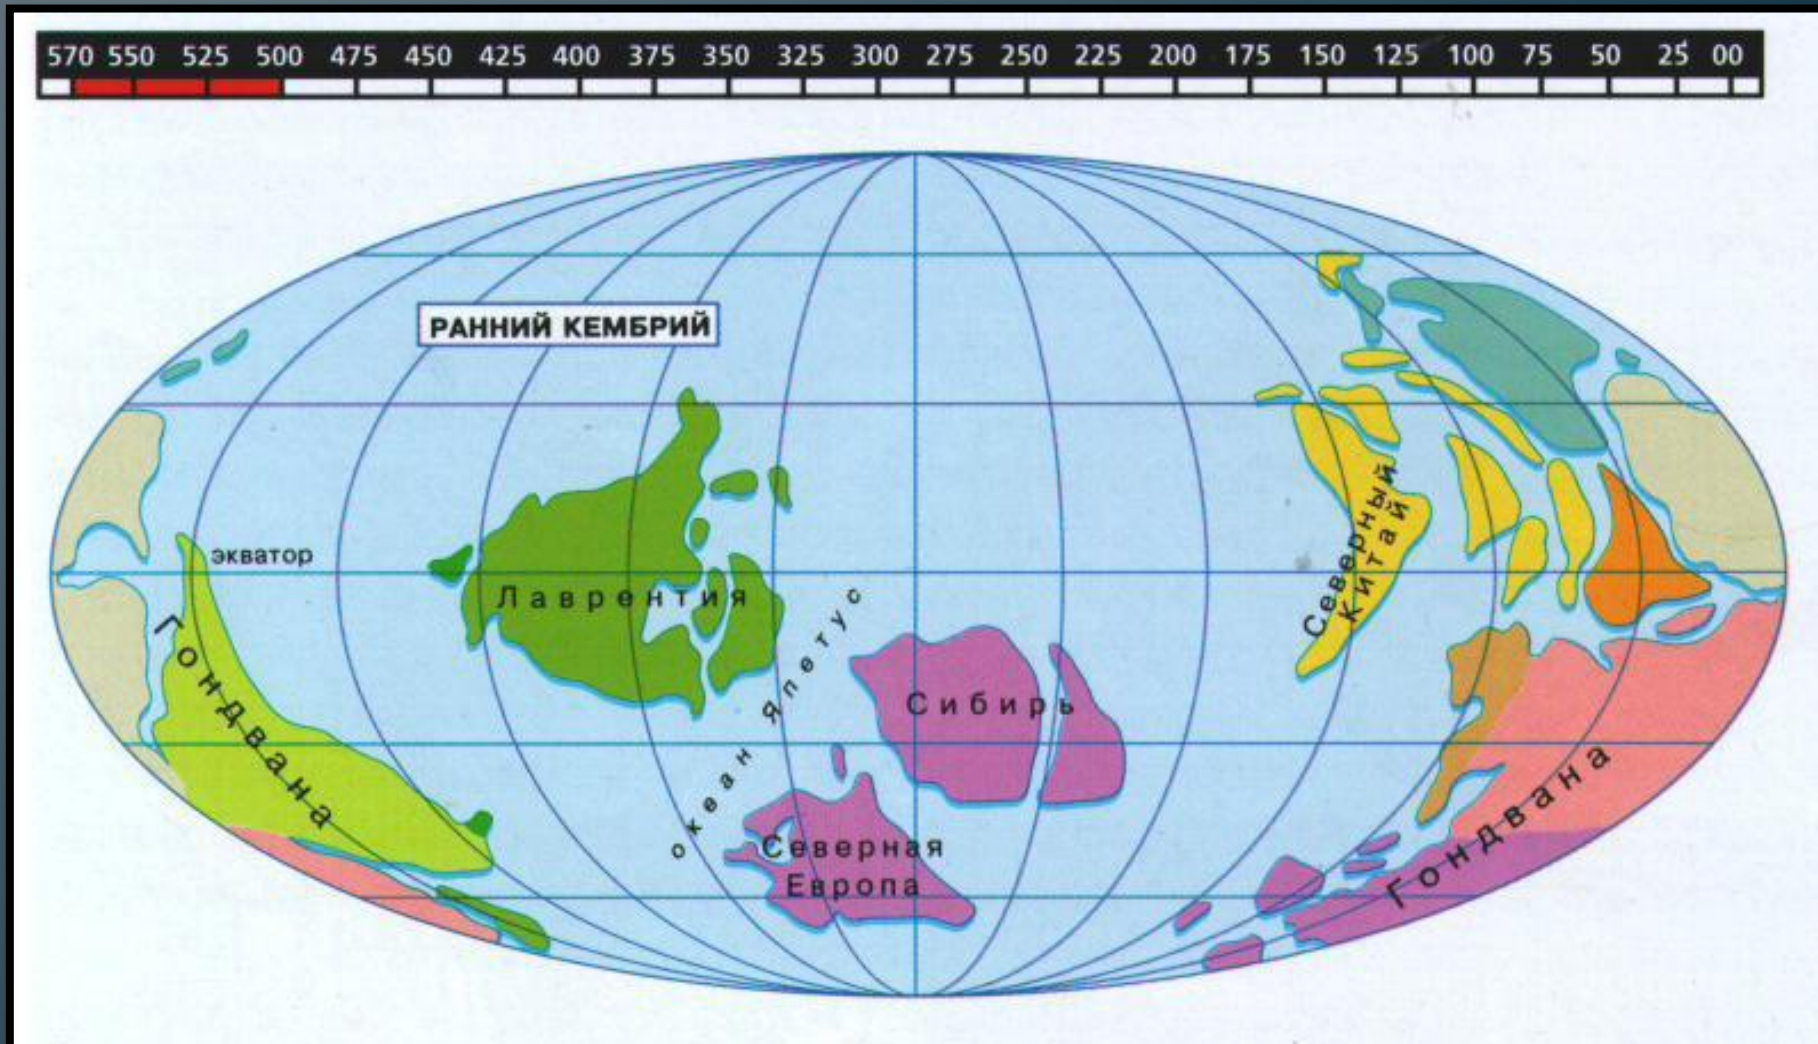 570 550 525 500 475 450 425 400 375 350 325 300 275 250 225 200 175 150 125 100 75 50 25 00
РАННИЙ КЕМБРИЙ
экватор
Лаврентия
Гондвана
океан Япетус
Сибирь
Северная
Европа
Северный
Китай
Гондвана